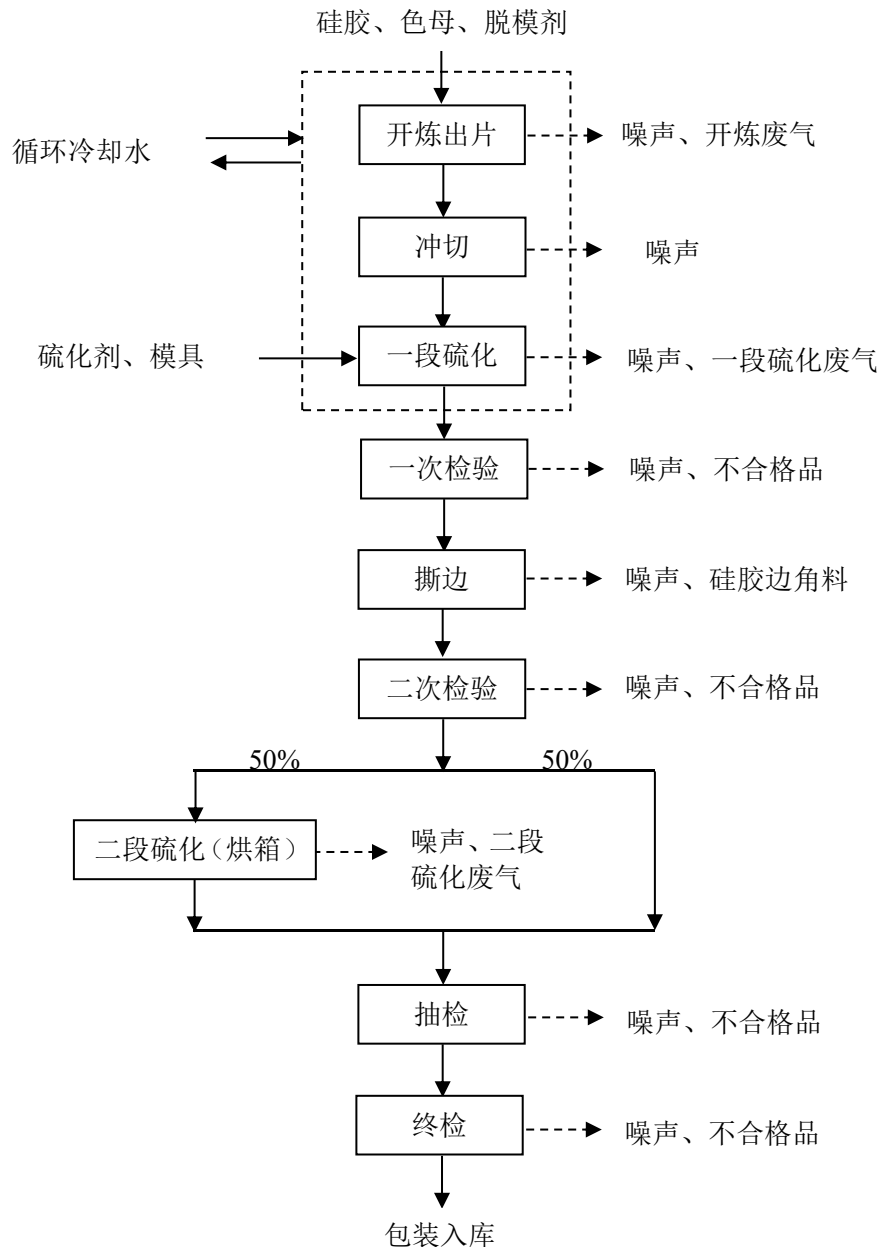 硅胶、色母、脱模剂
开炼出片
噪声、开炼废气
循环冷却水
冲切
噪声
硫化剂、模具
一段硫化
噪声、一段硫化废气
一次检验
噪声、不合格品
撕边
噪声、硅胶边角料
二次检验
噪声、不合格品
50%
50%
二段硫化（烘箱）
噪声、二段
硫化废气
抽检
噪声、不合格品
终检
噪声、不合格品
包装入库